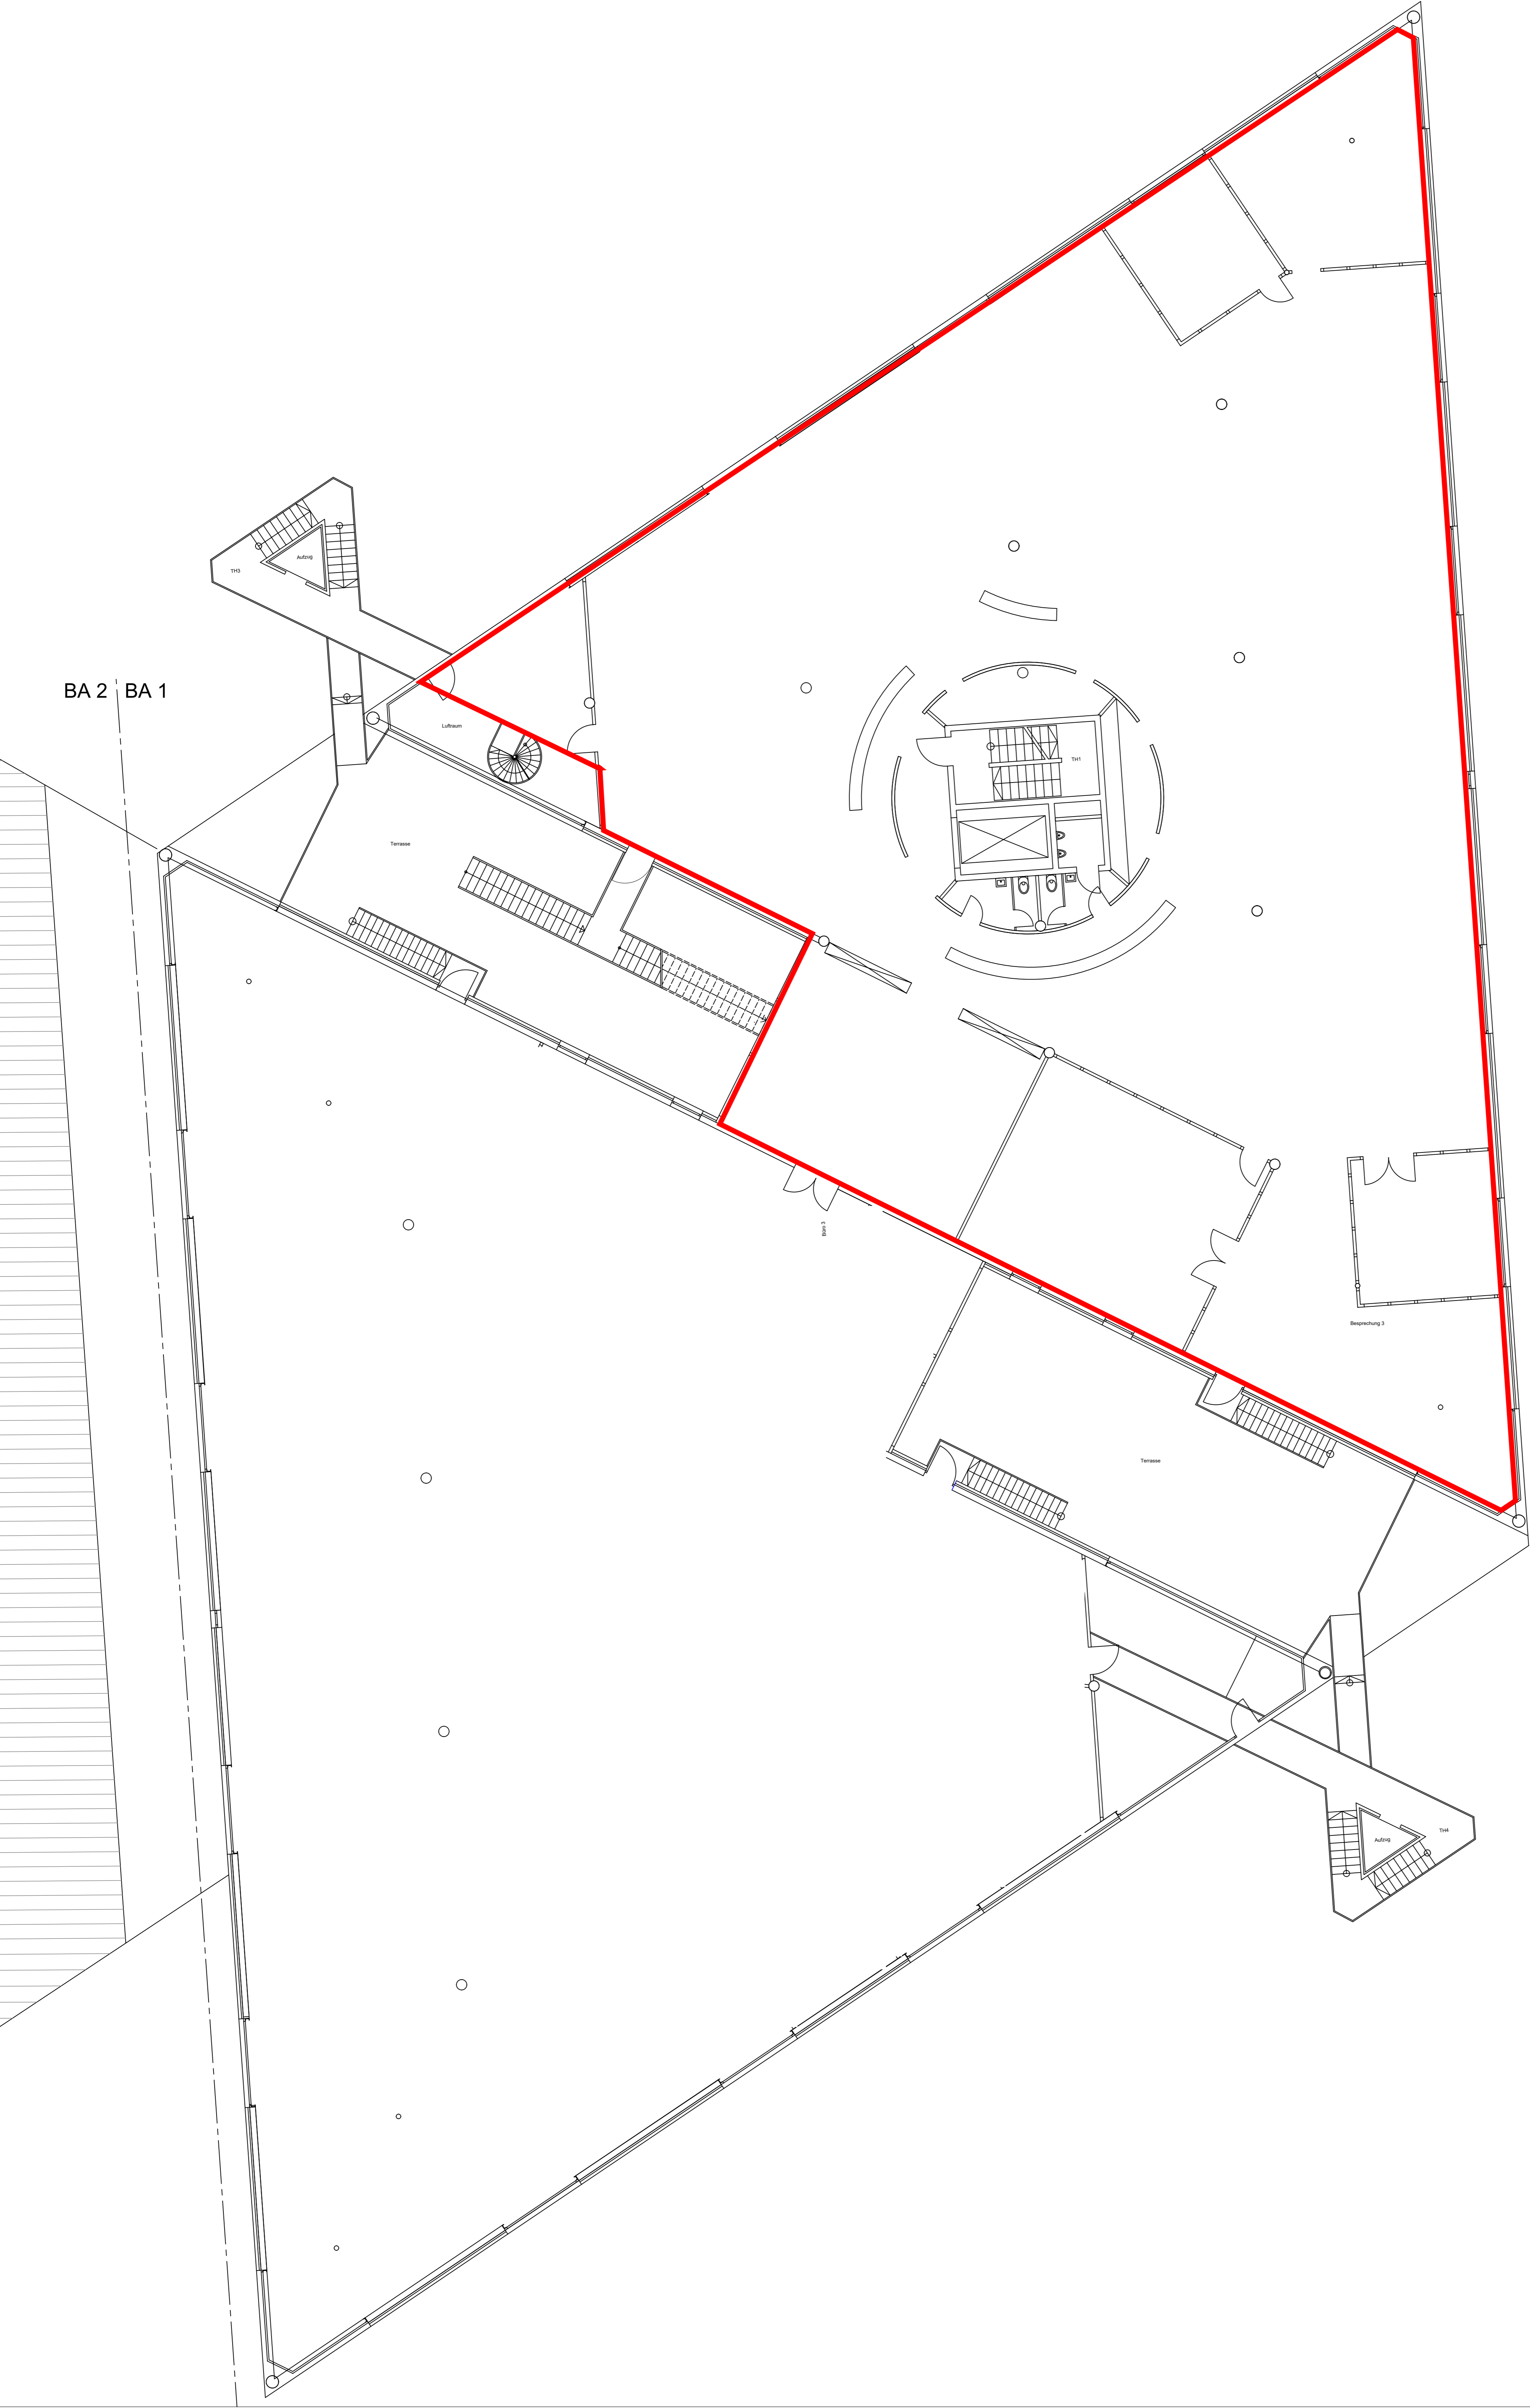 Aufzug
TH3
BA 2 BA 1
Luftraum
TH1
Terrasse
Büro 3
Besprechung 3
Terrasse
TH4
Aufzug